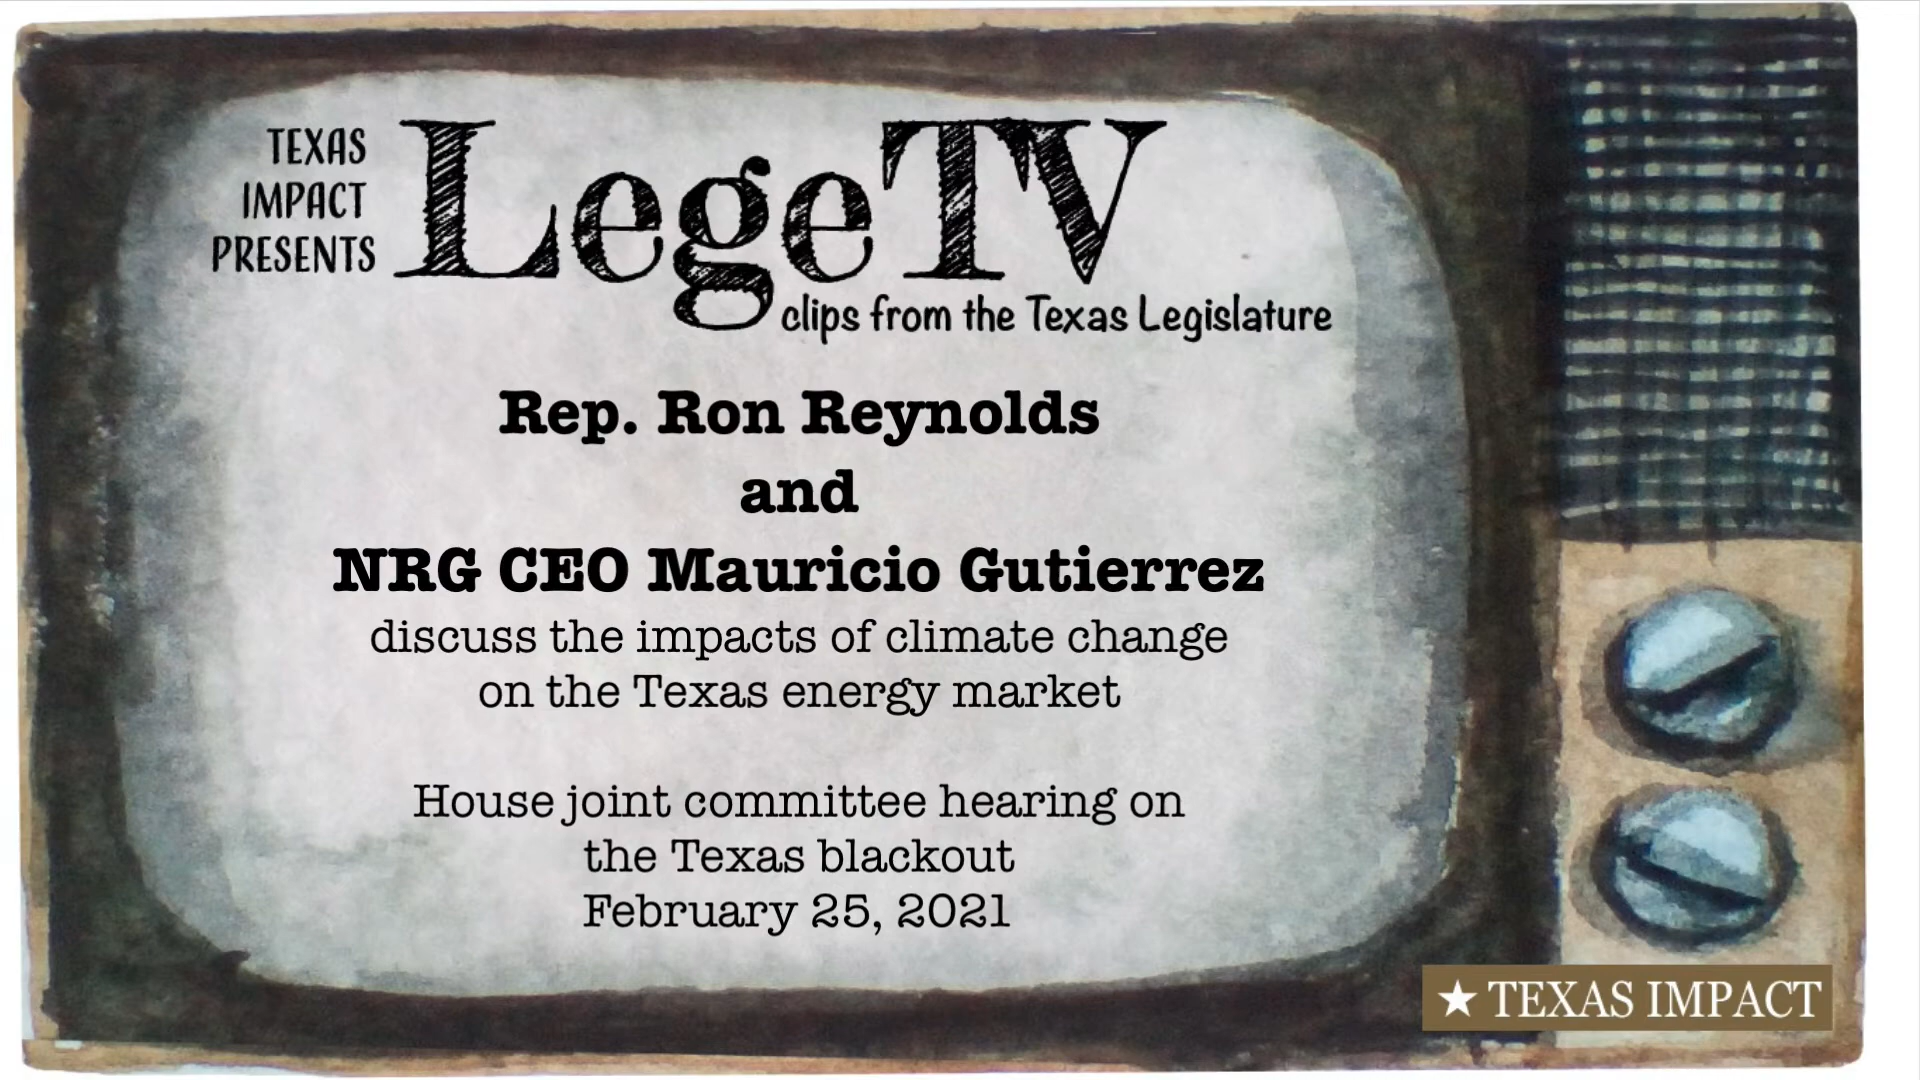 TEXAS
IMPACT
PRESENTS
LegeTV
clips from the Texas Legislature
Rep. Ron Reynolds
and
NRG CEO Mauricio Gutierrez
discuss the impacts of climate change
on the Texas energy market
House joint committee hearing on
the Texas blackout
February 25, 2021
★ TEXAS IMPACT